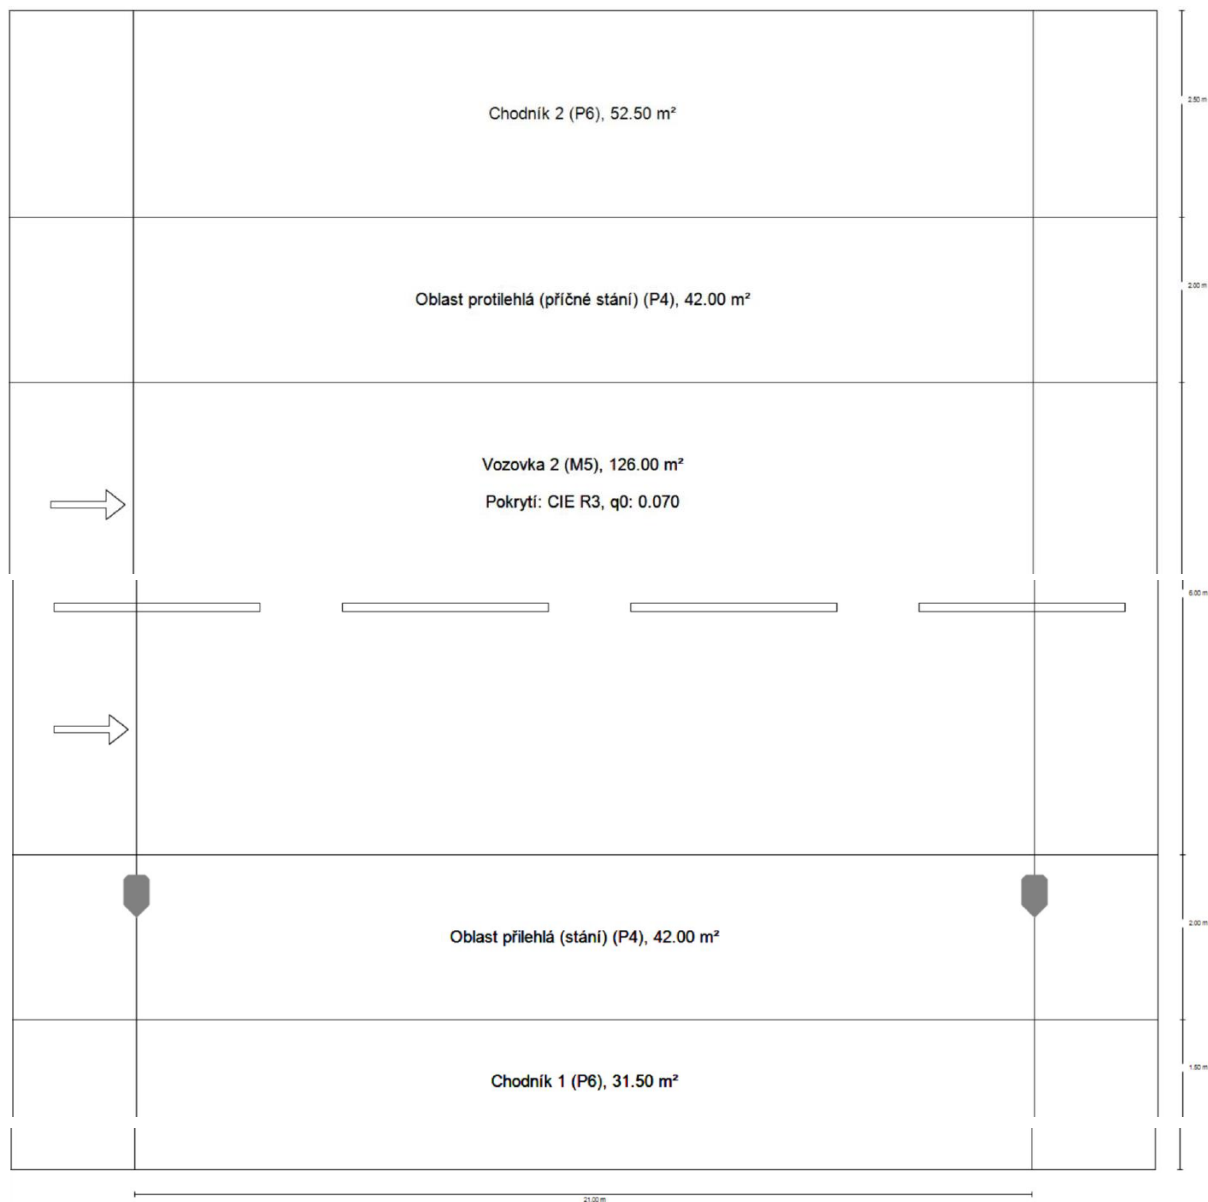 Chodník 2 (P6), 52.50 m²
2.50 m
Oblast protilehlá (příčné stání) (P4), 42.00 m²
2.00 m
Vozovka 2 (M5), 126.00 m²
Pokrytí: CIE R3, q0: 0.070
6.00 m
Oblast přilehlá (stání) (P4), 42.00 m²
2.00 m
Chodník 1 (P6), 31.50 m²
1.50 m
21.00 m